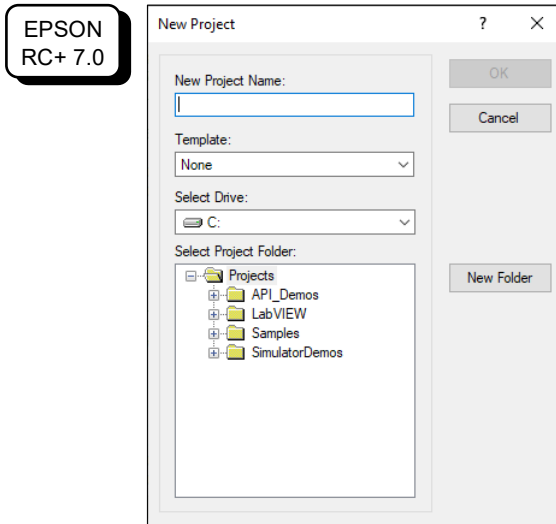 EPSON
RC+ 7.0
New Project
?
New Project Name:
OK
Cancel
Template:
None
Select Drive:
C:
Select Project Folder:
Projects
New Folder
API_Demos
LabVIEW
Samples
SimulatorDemos